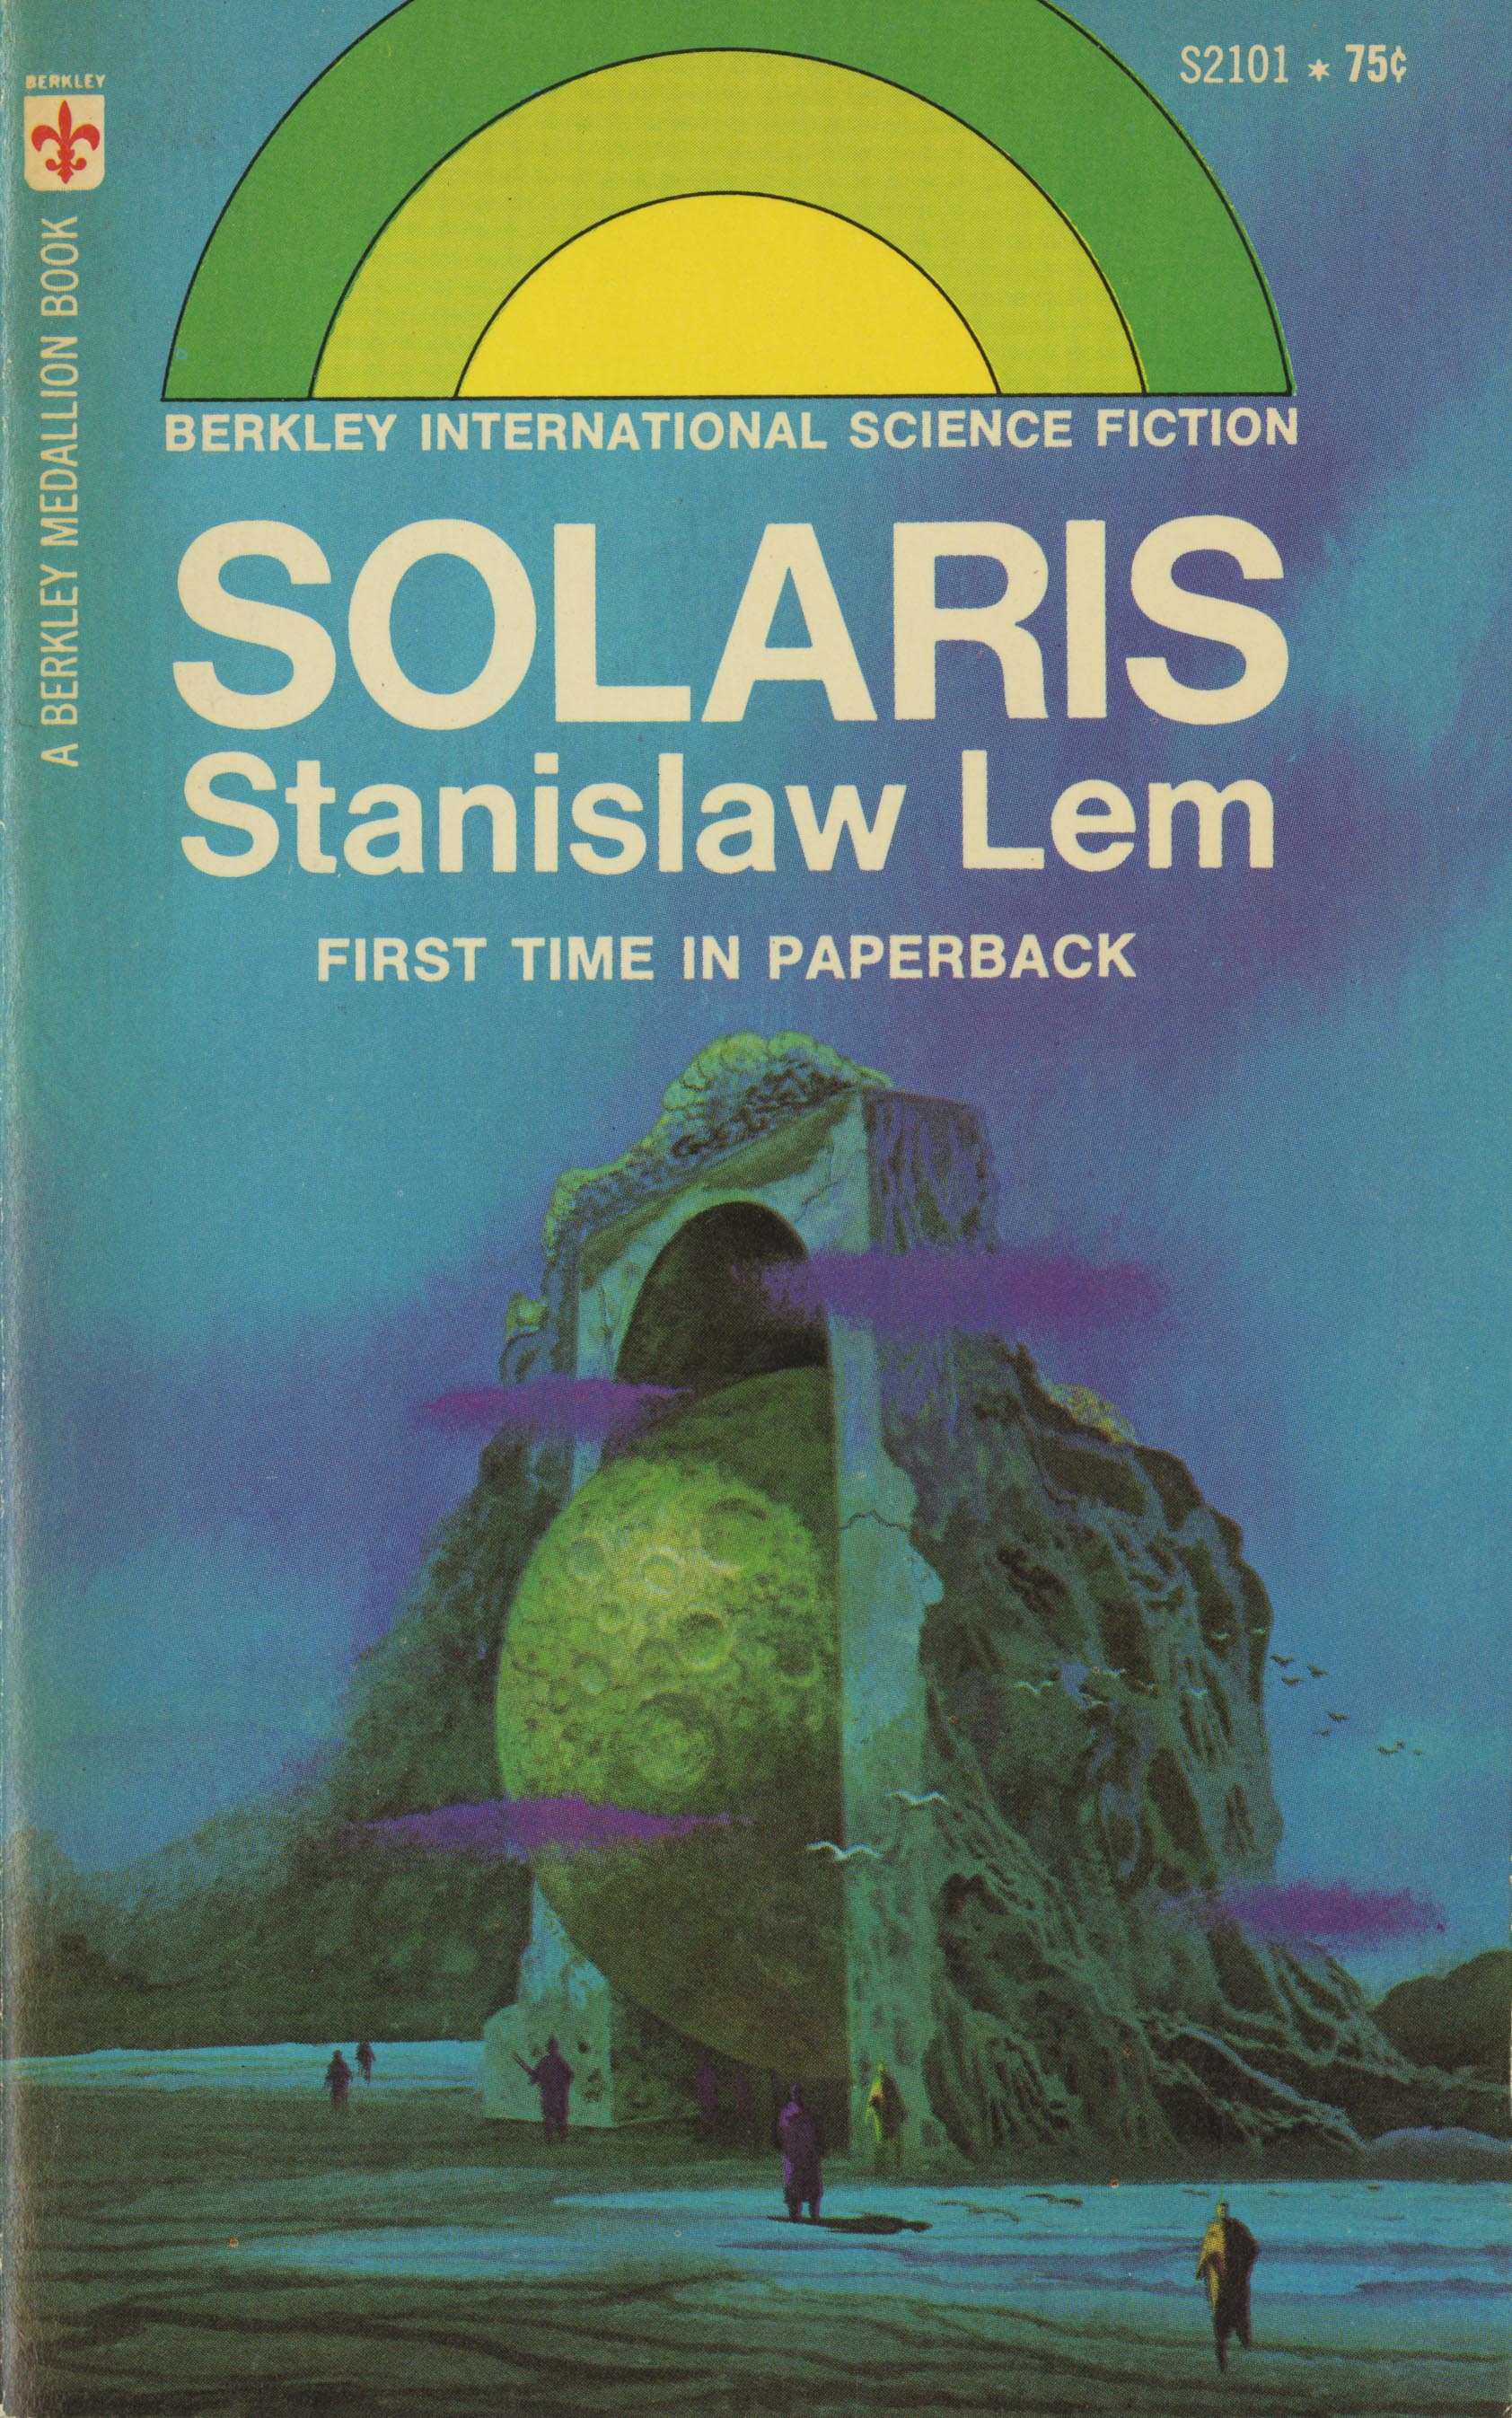 S2101 * 75¢
BERKLEY
A BERKLEY MEDALLION BOOK
BERKLEY INTERNATIONAL SCIENCE FICTION
SOLARIS
Stanislaw Lem
FIRST TIME IN PAPERBACK